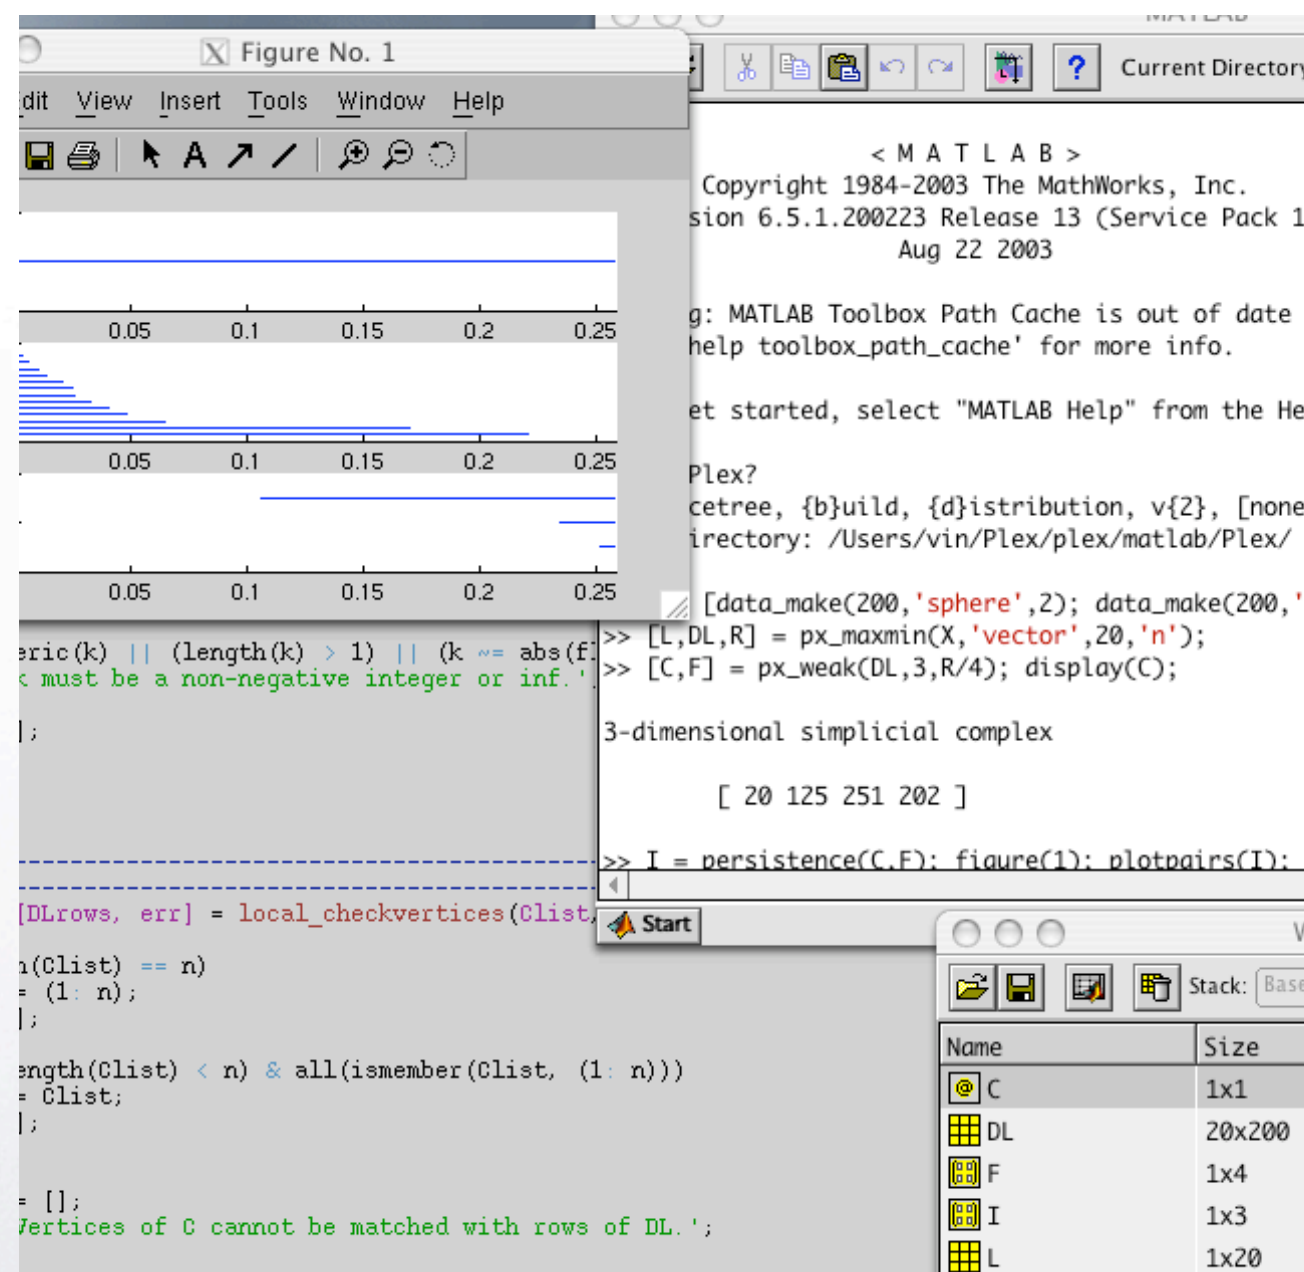 Figure No. 1
dit View Insert Tools Window Help
0.05 0.1 0.15 0.2 0.25
0.05 0.1 0.15 0.2 0.25
0.05 0.1 0.15 0.2 0.25
MATLAB
Current Directory
< M A T L A B >
Copyright 1984-2003 The MathWorks, Inc.
sion 6.5.1.200223 Release 13 (Service Pack 1
Aug 22 2003
g: MATLAB Toolbox Path Cache is out of date
help toolbox_path_cache' for more info.
et started, select "MATLAB Help" from the He
Plex?
cetree, {b}uild, {d}istribution, v{2}, [none
irectory: /Users/vin/Plex/plex/matlab/Plex/
[data_make(200,'sphere',2); data_make(200,'
>> [L,DL,R] = px_maxmin(X,'vector',20,'n');
>> [C,F] = px_weak(DL,3,R/4); display(C);
3-dimensional simplicial complex
[ 20 125 251 202 ]
>> I = persistence(C,F); figure(1); plotpairs(I);
Start
eric(k) || (length(k) > 1) || (k ~= abs(f
k must be a non-negative integer or inf.'
];
[DLrows, err] = local_checkvertices(Clist,
h(Clist) == n)
= (1: n);
];
ength(Clist) < n) & all(ismember(Clist, (1: n)))
= Clist;
];
= [];
Vertices of C cannot be matched with rows of DL.';
Stack: Base
Name Size
C 1x1
DL 20x200
F 1x4
I 1x3
L 1x20